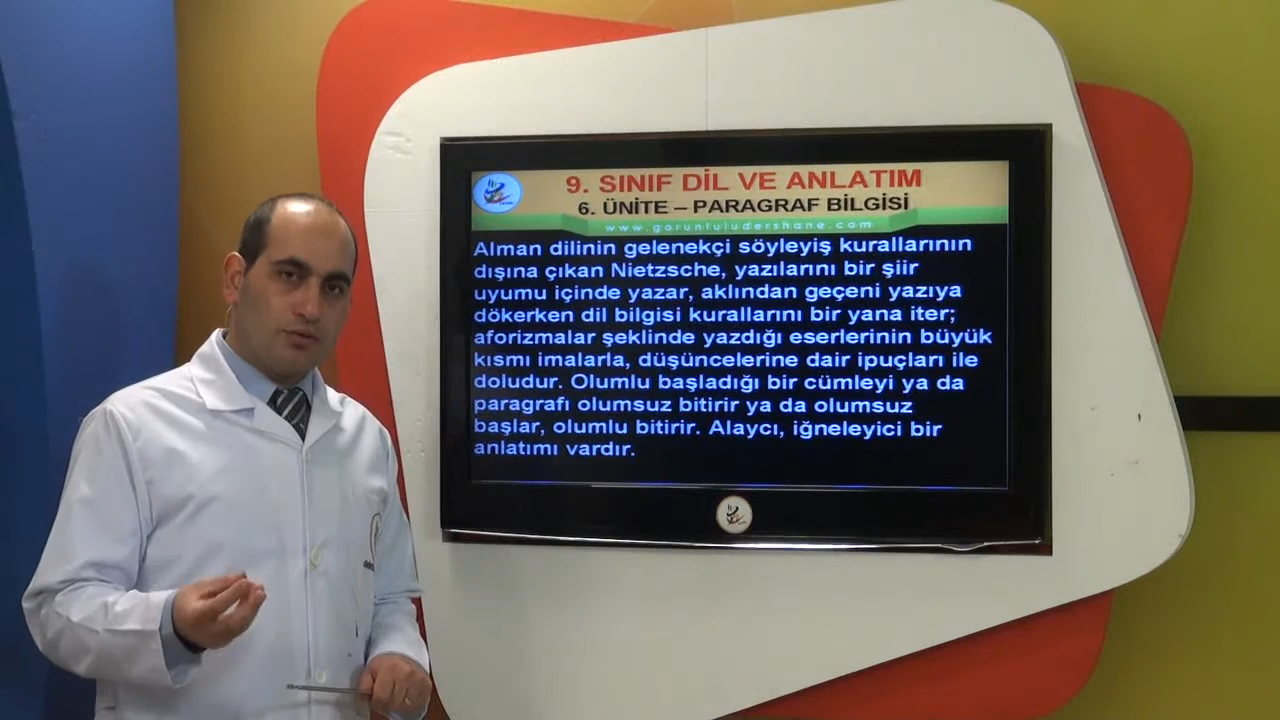 9. SINIF DİL VE ANLATIM
6. ÜNİTE – PARAGRAF BİLGİSİ
www.goruntuludershane.com
Alman dilinin gelenekçi söyleyiş kurallarının
dışına çıkan Nietzsche, yazılarını bir şiir
uyumu içinde yazar, aklından geçeni yazıya
dökerken dil bilgisi kurallarını bir yana iter;
aforizmalar şeklinde yazdığı eserlerinin büyük
kısmı imalarla, düşüncelerine dair ipuçları ile
doludur. Olumlu başladığı bir cümleyi ya da
paragrafı olumsuz bitirir ya da olumsuz
başlar, olumlu bitirir. Alaycı, iğneleyici bir
anlatımı vardır.